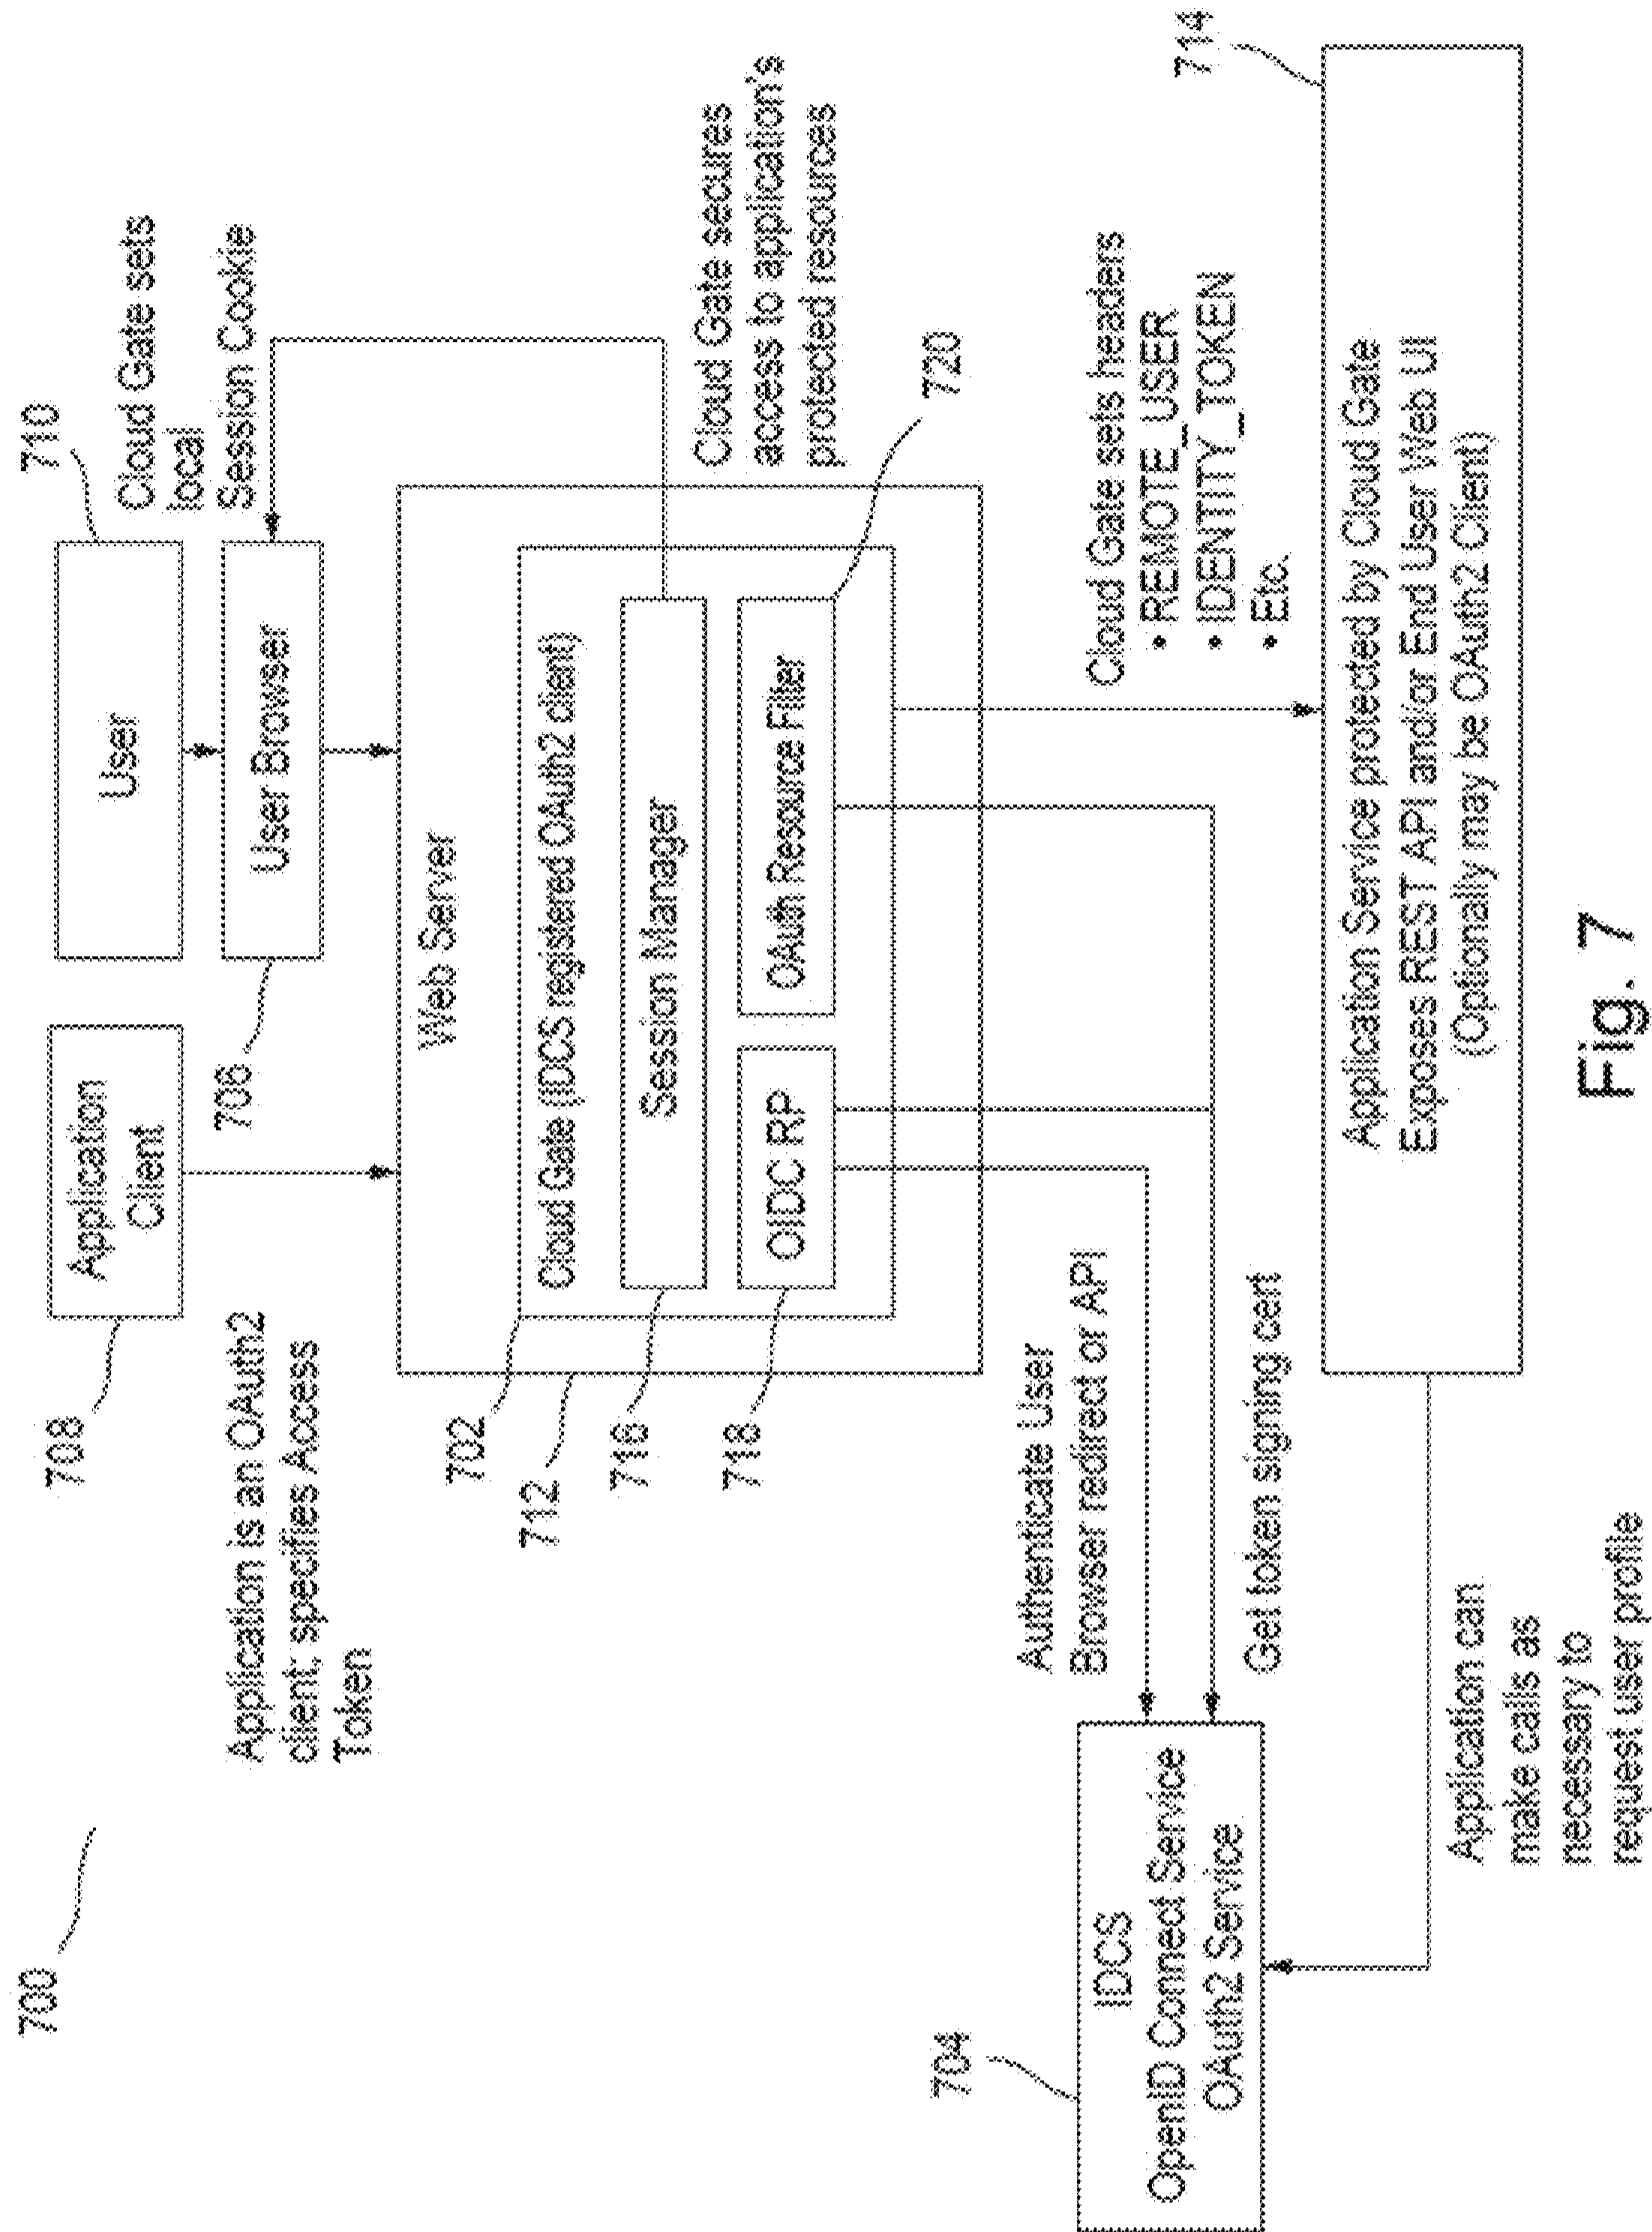 700
708
Application
Client
Application is an OAuth2
client; specifies Access
Token
710
User
User Browser
706
Cloud Gate sets
local
Session Cookie
Web Server
702
712
Cloud Gate (IDCS registered OAuth2 client)
Session Manager
716
OIDC RP
718
OAuth Resource Filter
720
Cloud Gate secures
access to application's
protected resources
Authenticate User
Browser redirect or API
Get token signing cert
Cloud Gate sets headers
• REMOTE_USER
• IDENTITY_TOKEN
• Etc.
704
IDCS
OpenID Connect Service
OAuth2 Service
714
Application Service protected by Cloud Gate
Exposes REST API and/or End User Web UI
(Optionally may be OAuth2 Client)
Application can
make calls as
necessary to
request user profile
Fig. 7